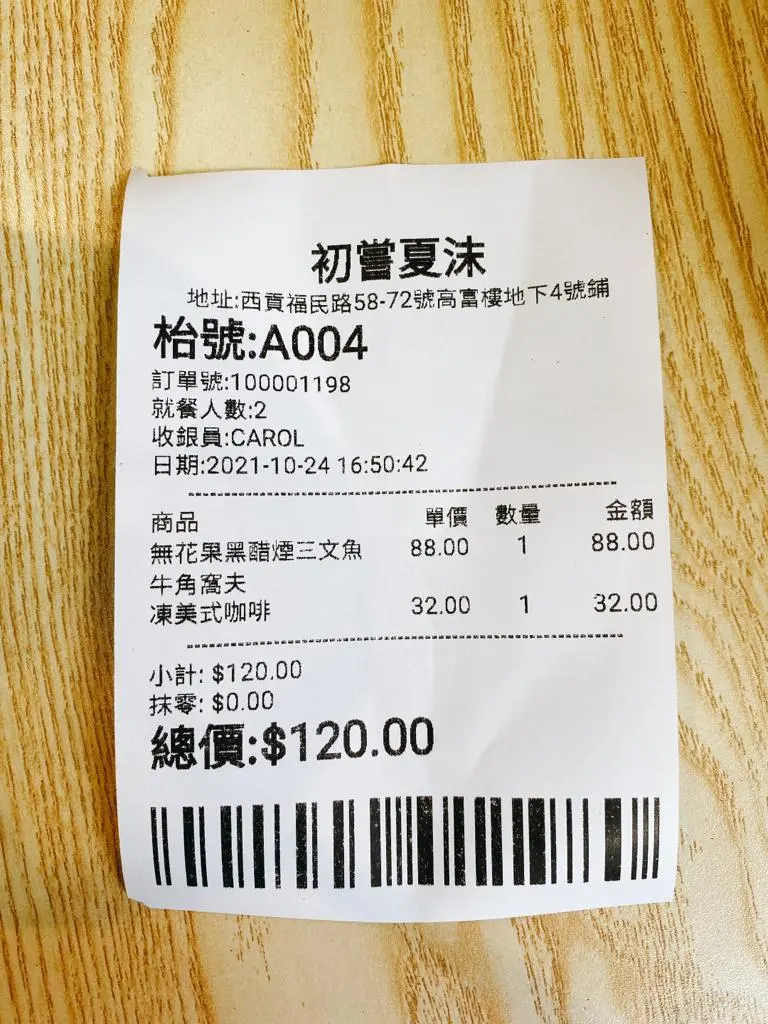 初嘗夏沫
地址:西貢福民路58-72號高富樓地下4號鋪
枱號:A004
訂單號:100001198
就餐人數:2
收銀員:CAROL
日期:2021-10-24 16:50:42
商品 單價 數量 金額
無花果黑醋煙三文魚 88.00 1 88.00
牛角窩夫
凍美式咖啡 32.00 1 32.00
小計: $120.00
抹零: $0.00
總價:$120.00